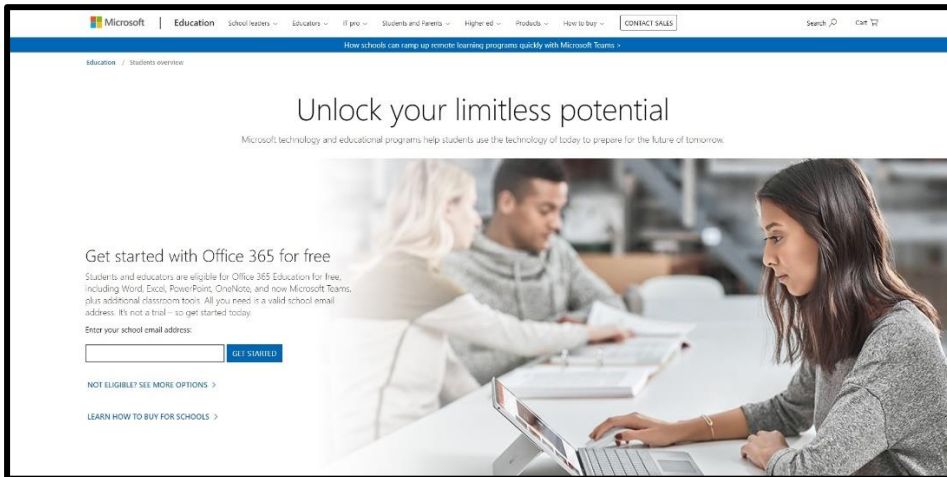 Microsoft | Education School leaders Educators IT pro Students and Parents Higher ed Products How to buy CONTACT SALES Search Cart
How schools can ramp up remote learning programs quickly with Microsoft Teams >
Education / Students overview
Unlock your limitless potential
Microsoft technology and educational programs help students use the technology of today to prepare for the future of tomorrow.
Get started with Office 365 for free
Students and educators are eligible for Office 365 Education for free,
including Word, Excel, PowerPoint, OneNote, and now Microsoft Teams,
plus additional classroom tools. All you need is a valid school email
address. It's not a trial – so get started today.
Enter your school email address:
GET STARTED
NOT ELIGIBLE? SEE MORE OPTIONS >
LEARN HOW TO BUY FOR SCHOOLS >